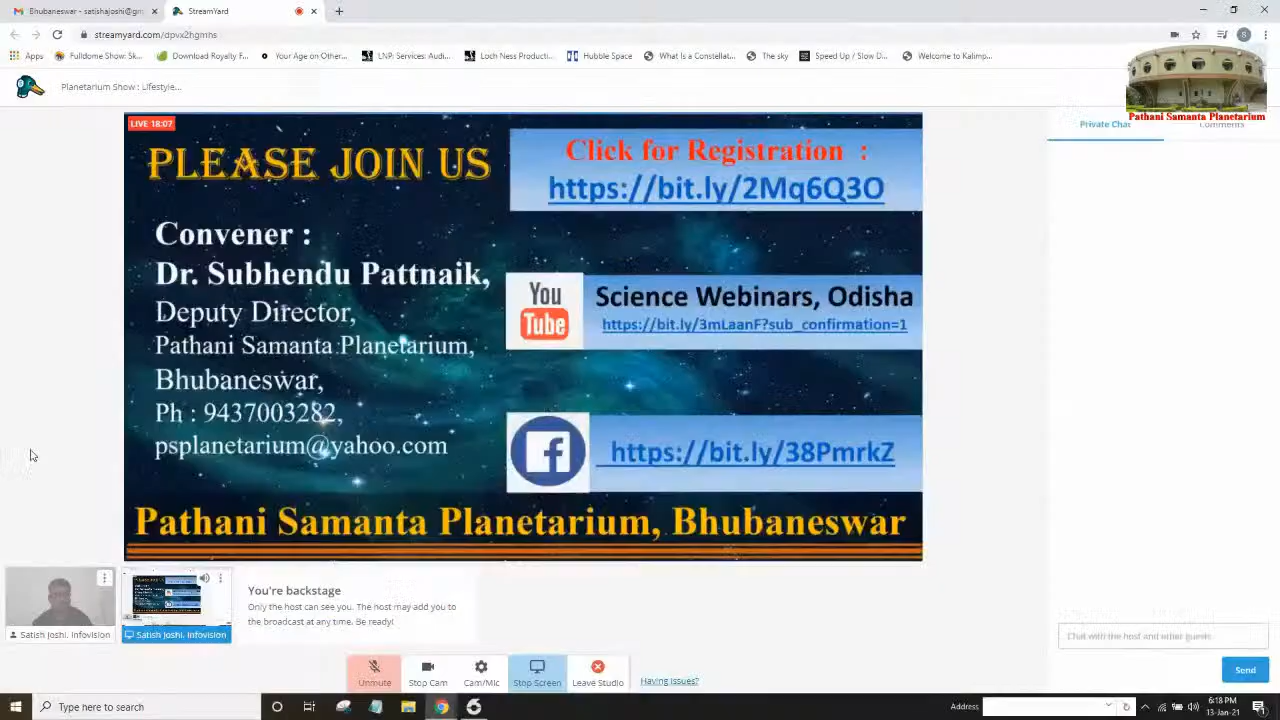 Bhubaneswar - satishajoshi@gm
StreamYard
streamyard.com/dpvx2hgmhs
Apps
Fulldome Show: Sk...
Download Royalty F...
Your Age on Other...
LNP: Services: Audi...
Loch Ness Product...
Hubble Space
What Is a Constellat...
The sky
Speed Up / Slow D...
Welcome to Kalimp...
Planetarium Show : Lifestyle...
Pathani Samanta Planetarium
Private Chat
Comments
LIVE 18:07
PLEASE JOIN US
Convener :
Dr. Subhendu Pattnaik,
Deputy Director,
Pathani Samanta Planetarium,
Bhubaneswar,
Ph : 9437003282,
psplanetarium@yahoo.com
Click for Registration :
https://bit.ly/2Mq6Q3O
You
Tube
Science Webinars, Odisha
https://bit.ly/3mLaanF?sub_confirmation=1
f
https://bit.ly/38PmrkZ
Pathani Samanta Planetarium, Bhubaneswar
Satish Joshi. Infovision
Satish Joshi. Infovision
You're backstage
Only the host can see you. The host may add you to
the broadcast at any time. Be ready!
Unmute
Stop Cam
Cam/Mic
Stop Screen
Leave Studio
Having issues?
Chat with the host and other guests
Send
Type here to search
Address
6:18 PM
13-Jan-21